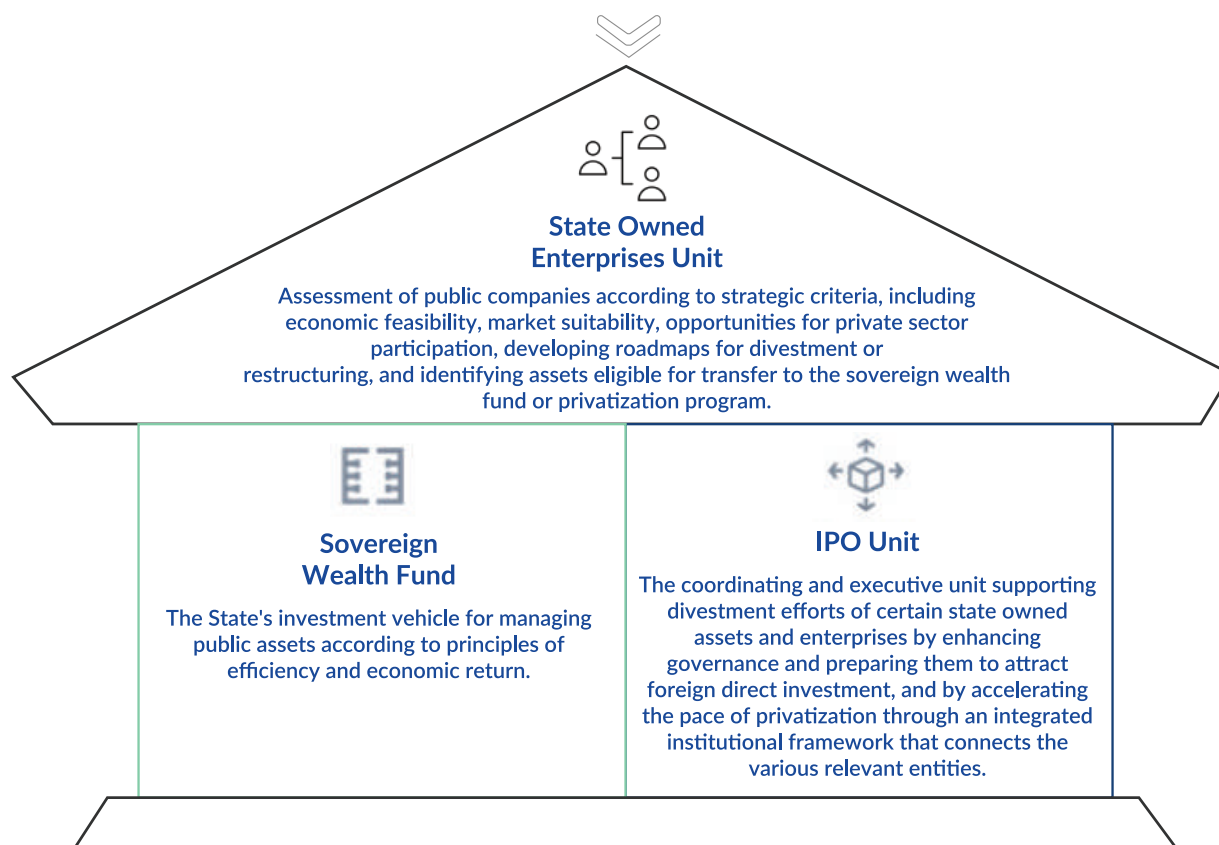 State Owned
Enterprises Unit
Assessment of public companies according to strategic criteria, including
economic feasibility, market suitability, opportunities for private sector
participation, developing roadmaps for divestment or
restructuring, and identifying assets eligible for transfer to the sovereign wealth
fund or privatization program.
Sovereign
Wealth Fund
The State's investment vehicle for managing
public assets according to principles of
efficiency and economic return.
IPO Unit
The coordinating and executive unit supporting
divestment efforts of certain state owned
assets and enterprises by enhancing
governance and preparing them to attract
foreign direct investment, and by accelerating
the pace of privatization through an integrated
institutional framework that connects the
various relevant entities.